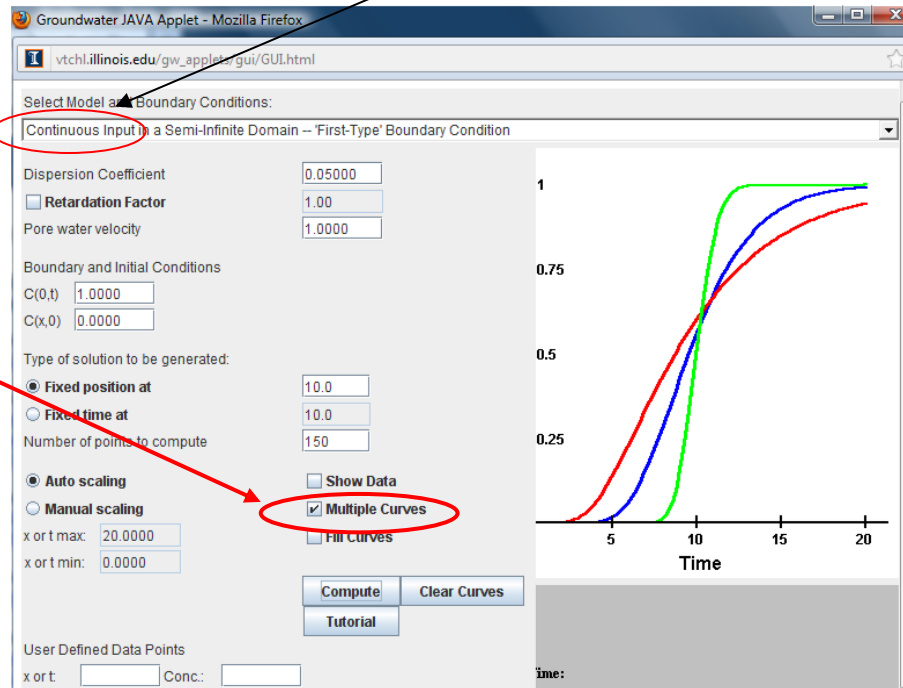 Groundwater JAVA Applet - Mozilla Firefox
vtchl.illinois.edu/gw_applets/gui/GUI.html
Select Model and Boundary Conditions:
Continuous Input in a Semi-Infinite Domain -- 'First-Type' Boundary Condition
Dispersion Coefficient 0.05000
Retardation Factor 1.00
Pore water velocity 1.0000
Boundary and Initial Conditions
C(0,t) 1.0000
C(x,0) 0.0000
Type of solution to be generated:
Fixed position at 10.0
Fixed time at 10.0
Number of points to compute 150
Auto scaling Show Data
Manual scaling Multiple Curves
x or t max: 20.0000 Fill Curves
x or t min: 0.0000
Compute Clear Curves
Tutorial
User Defined Data Points
x or t: Conc.:
1
0.75
0.5
0.25
5 10 15 20
Time
ime: